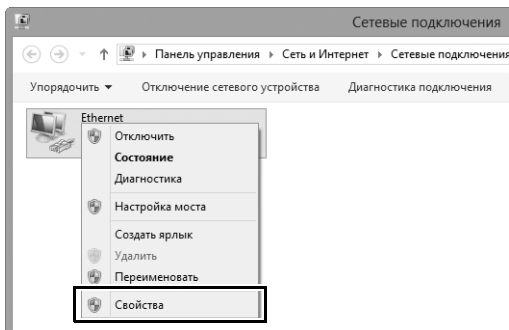 Сетевые подключения
Панель управления Сеть и Интернет Сетевые подключения
Упорядочить Отключение сетевого устройства Диагностика подключения
Ethernet
Отключить
Состояние
Диагностика
Настройка моста
Создать ярлык
Удалить
Переименовать
Свойства